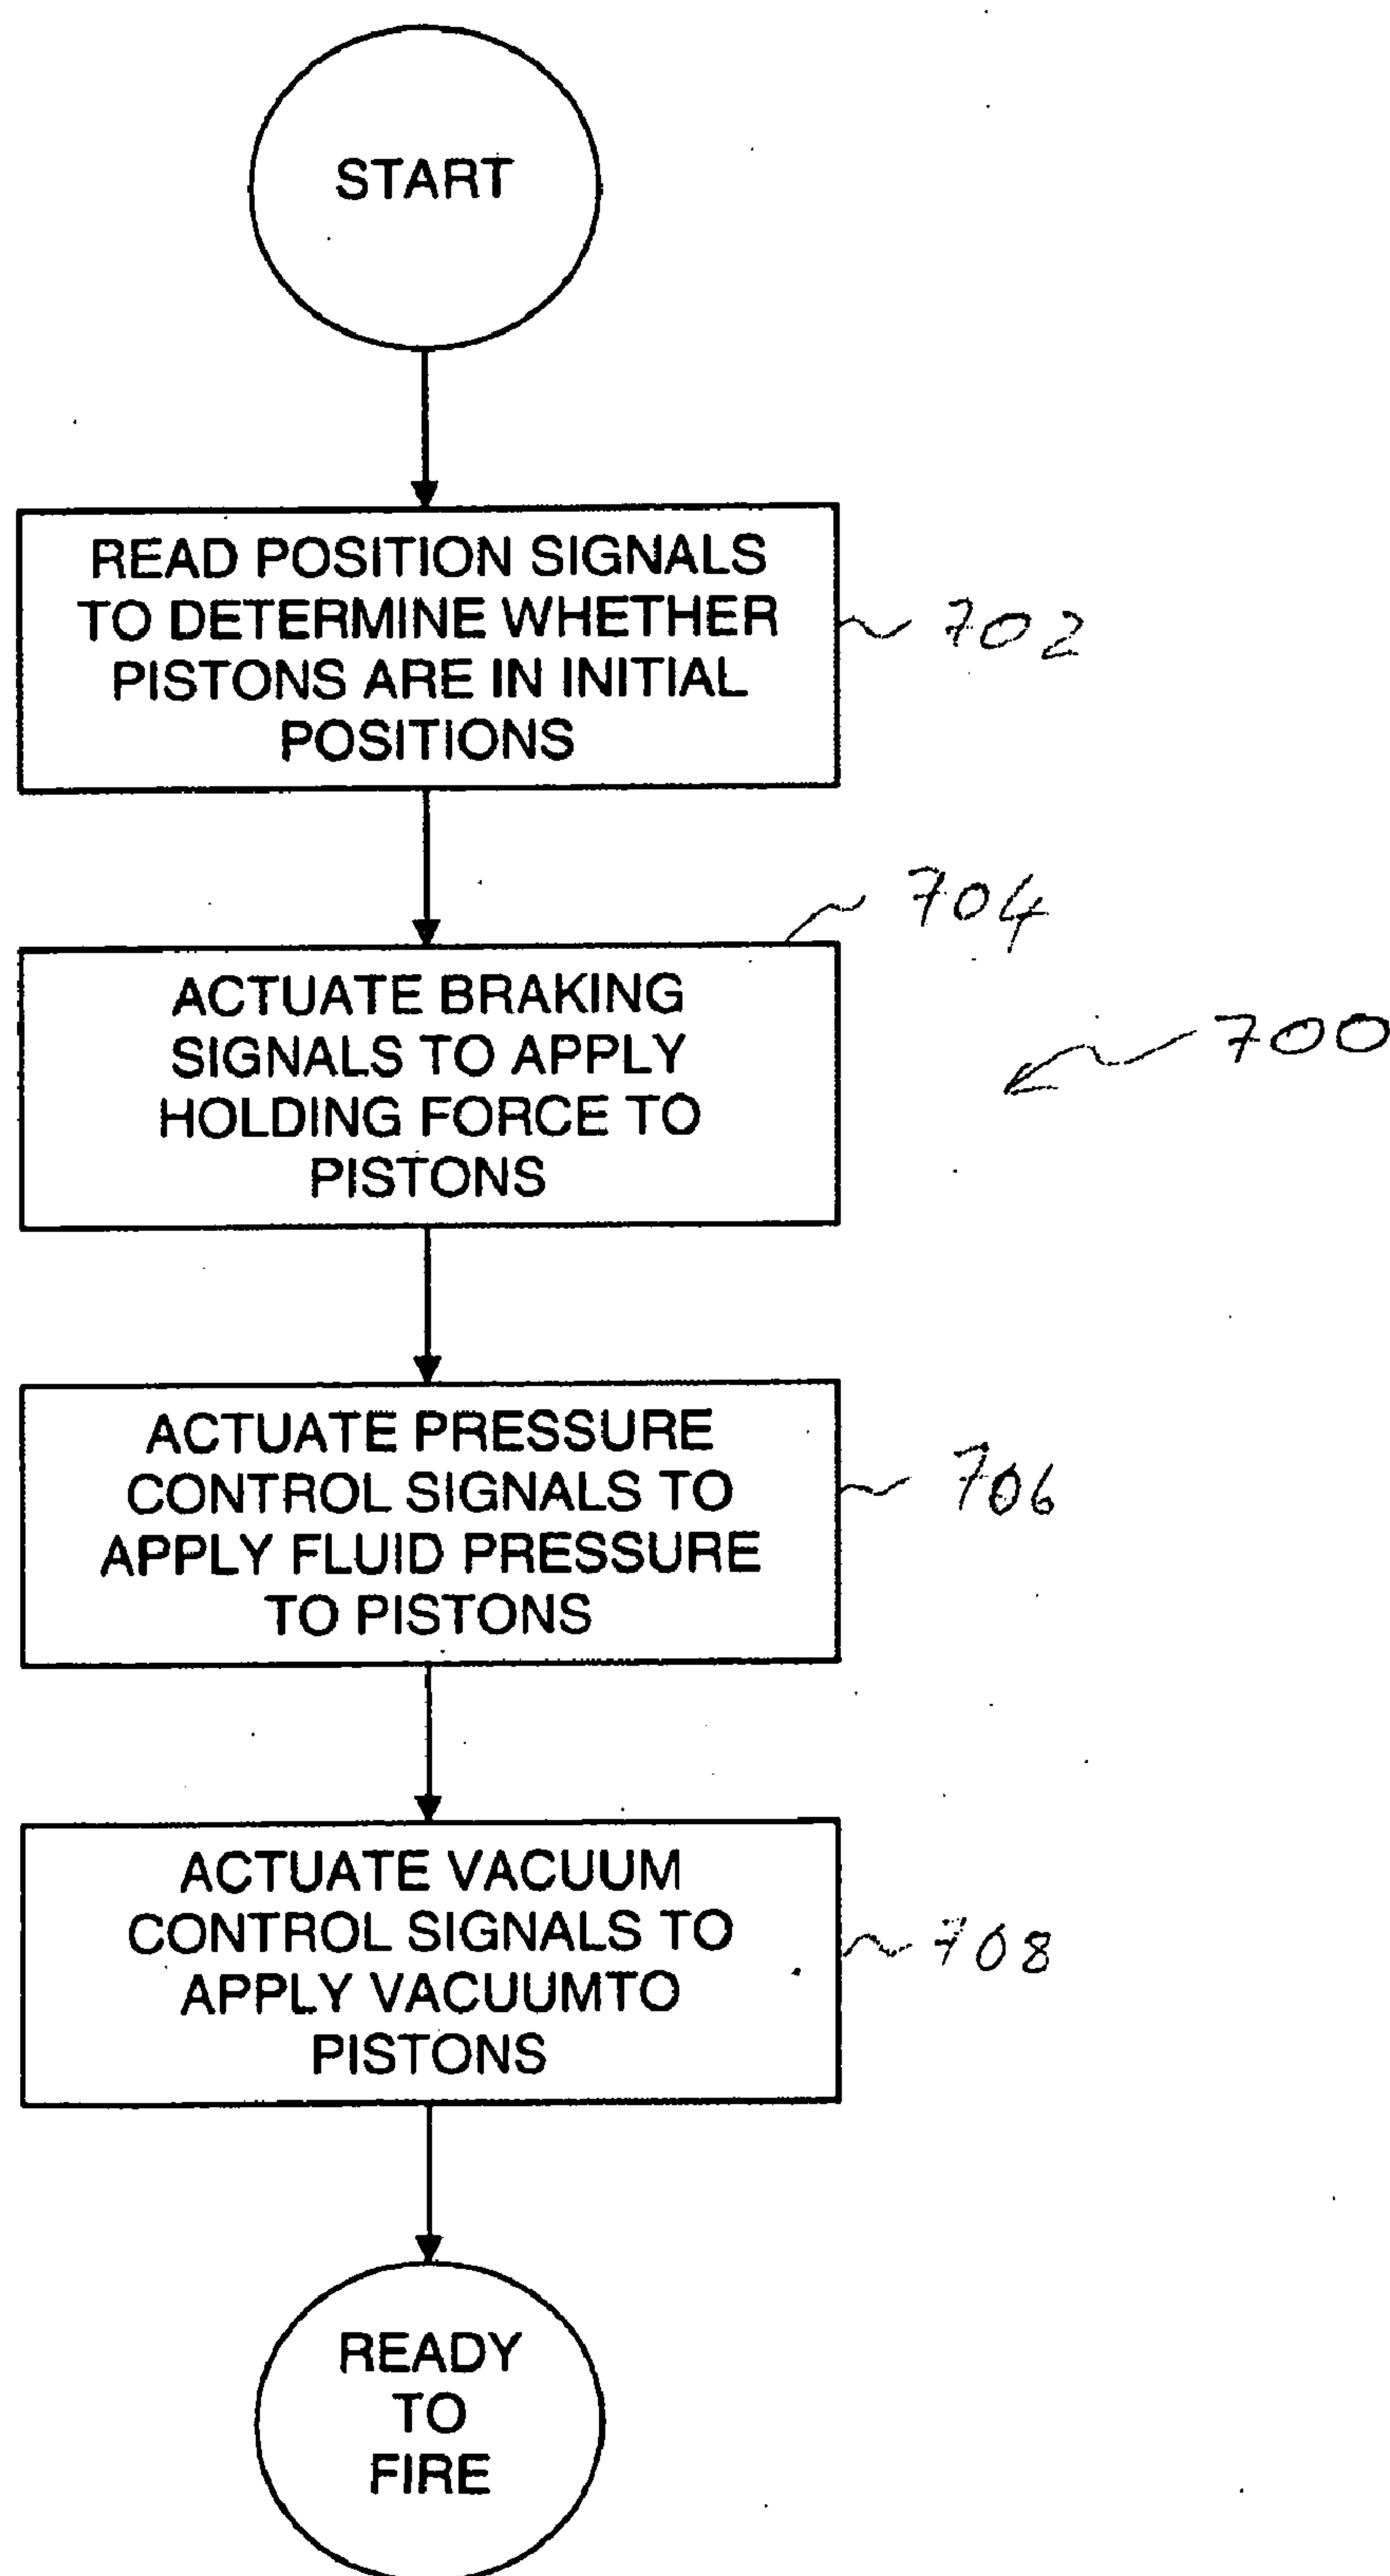 START
READ POSITION SIGNALS
TO DETERMINE WHETHER
PISTONS ARE IN INITIAL
POSITIONS
702
704
ACTUATE BRAKING
SIGNALS TO APPLY
HOLDING FORCE TO
PISTONS
700
ACTUATE PRESSURE
CONTROL SIGNALS TO
APPLY FLUID PRESSURE
TO PISTONS
706
ACTUATE VACUUM
CONTROL SIGNALS TO
APPLY VACUUMTO
PISTONS
708
READY
TO
FIRE